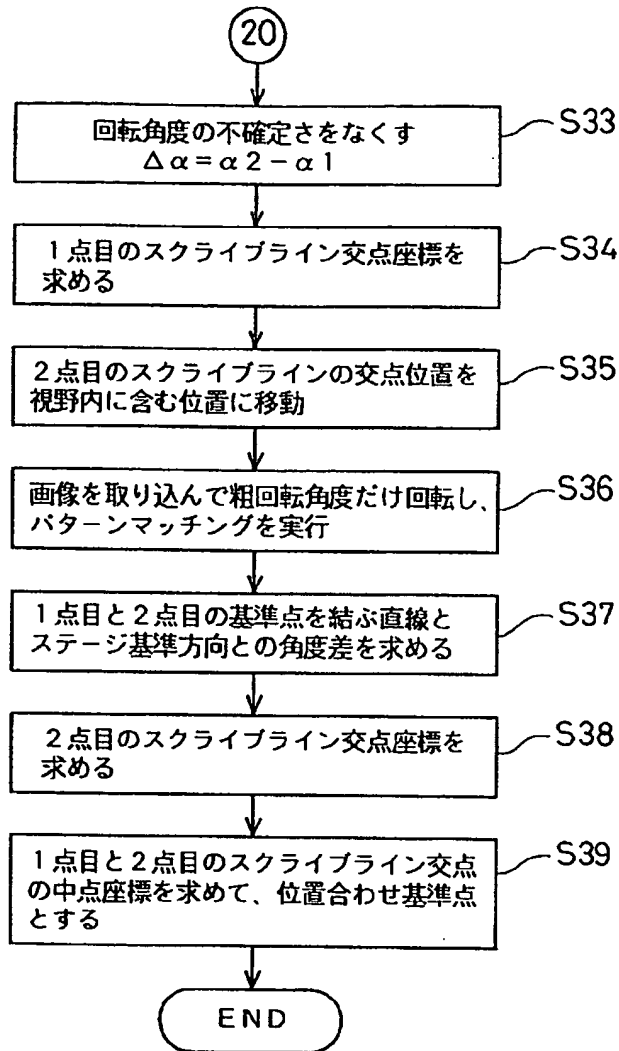 20
回転角度の不確定さをなくす
Δα=α2-α1
S33
1点目のスクライブライン交点座標を
求める
S34
2点目のスクライブラインの交点位置を
視野内に含む位置に移動
S35
画像を取り込んで粗回転角度だけ回転し、
パターンマッチングを実行
S36
1点目と2点目の基準点を結ぶ直線と
ステージ基準方向との角度差を求める
S37
2点目のスクライブライン交点座標を
求める
S38
1点目と2点目のスクライブライン交点
の中点座標を求めて、位置合わせ基準点
とする
S39
END